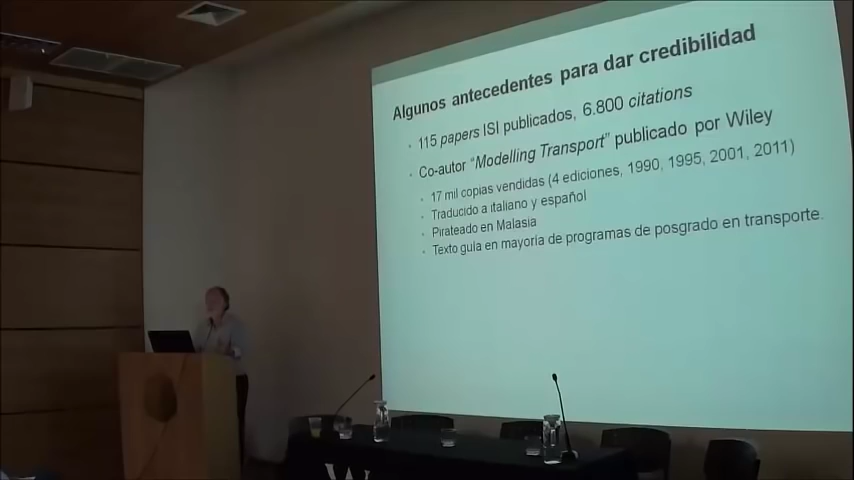 Algunos antecedentes para dar credibilidad
115 papers ISI publicados, 6.800 citations
Co-autor “Modelling Transport” publicado por Wiley
17 mil copias vendidas (4 ediciones, 1990, 1995, 2001, 2011)
Traducido a italiano y español
Pirateado en Malasia
Texto guía en mayoría de programas de posgrado en transporte.